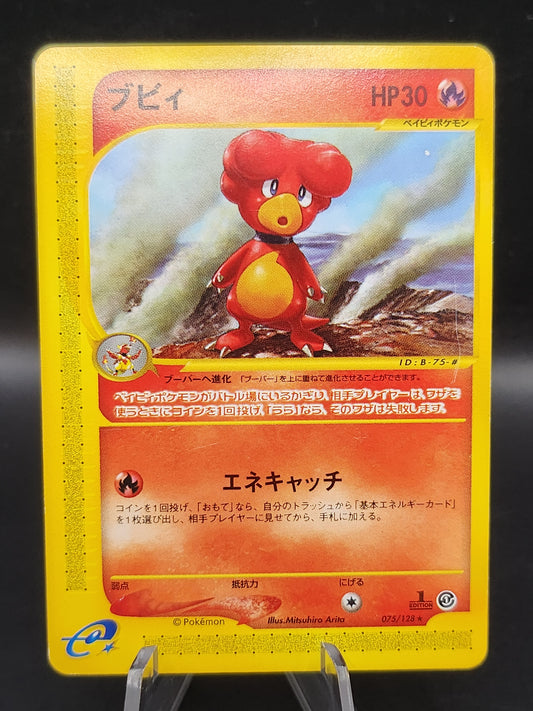 ブビィ HP30
ベイビィポケモン
ID:B-75-#
ブーバーへ進化 「ブーバー」を上に重ねて進化させることができます。
ベイビィポケモンがバトル場にいるかぎり、相手プレイヤーは、ワザを
使うときにコインを1回投げ、「うら」なら、そのワザは失敗します。
エネキャッチ
コインを1回投げ、「おもて」なら、自分のトラッシュから「基本エネルギーカード」
を1枚選び出し、相手プレイヤーに見せてから、手札に加える。
弱点 抵抗力 にげる
1
EDITION
© Pokémon Illus.Mitsuhiro Arita 075/128★
e